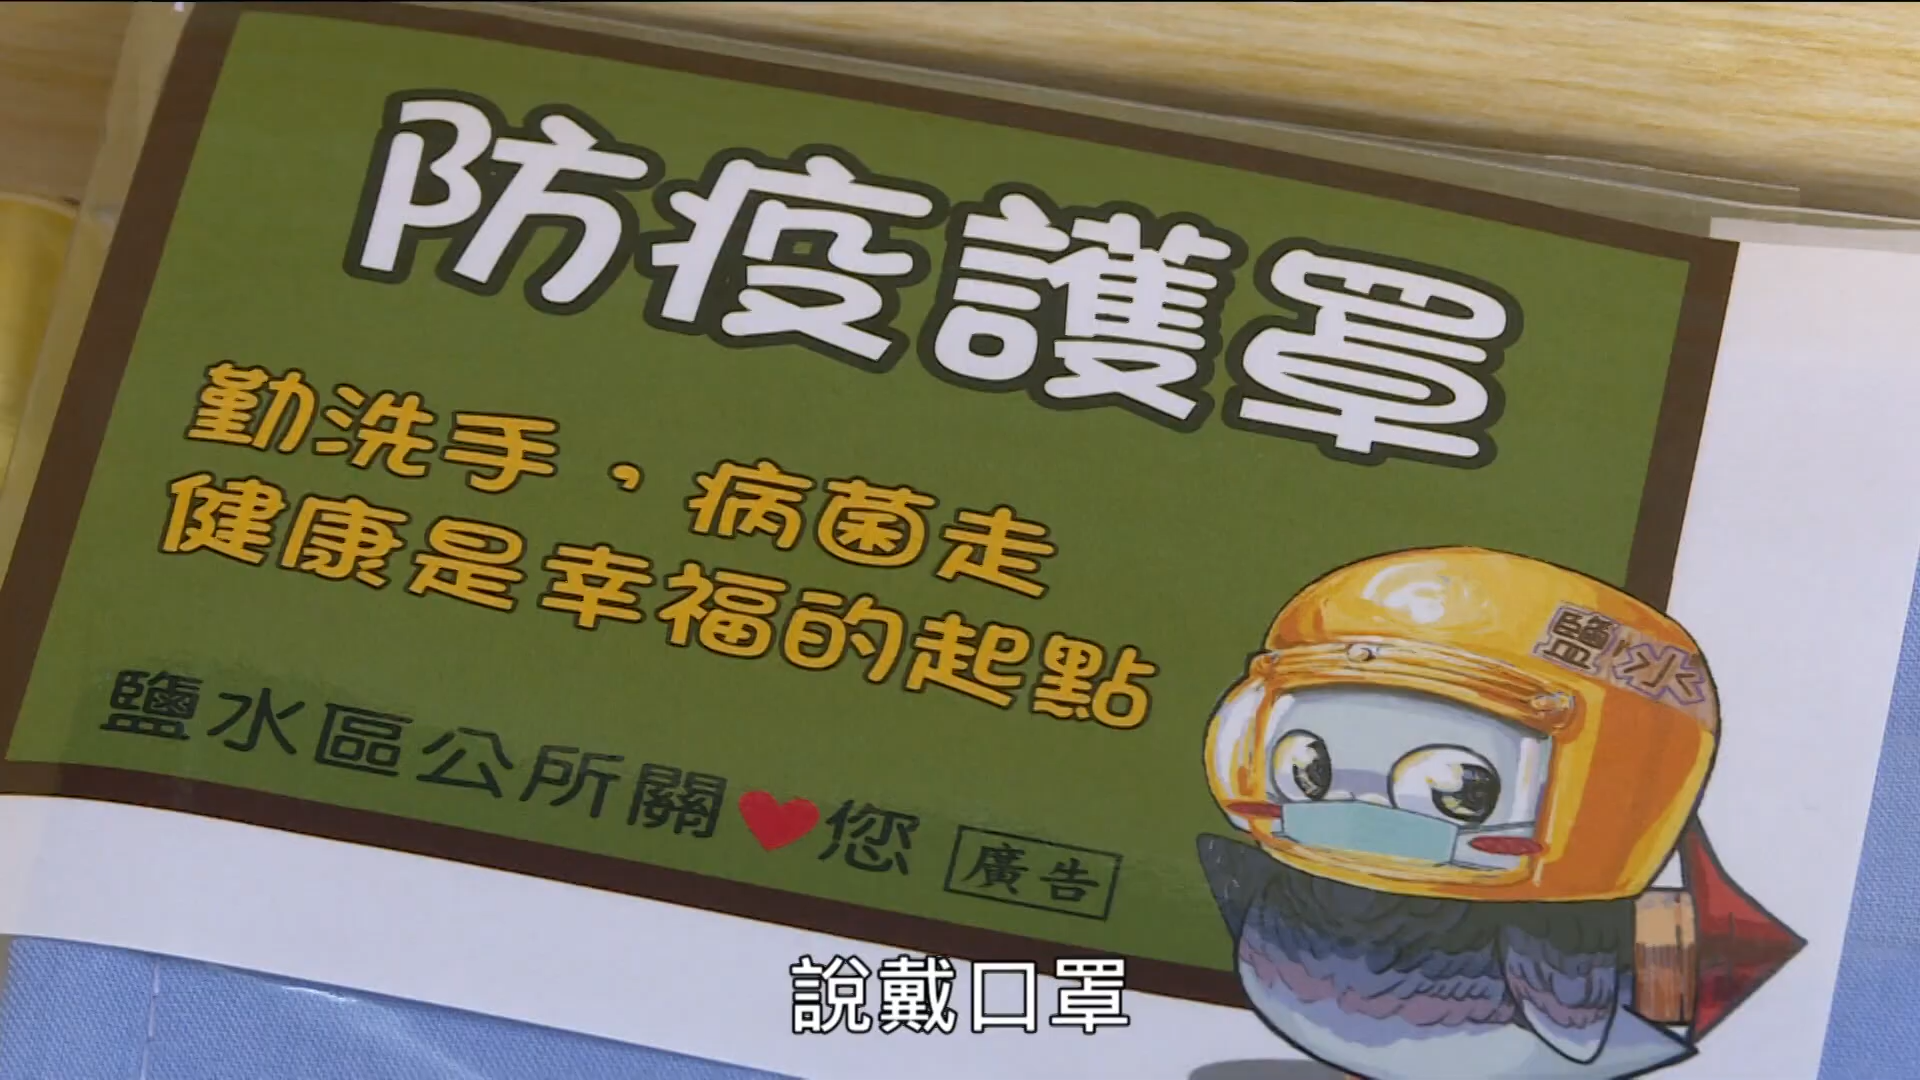 防疫護罩
勤洗手，病菌走
健康是幸福的起點
鹽水區公所關❤您
廣告
鹽水
說戴口罩